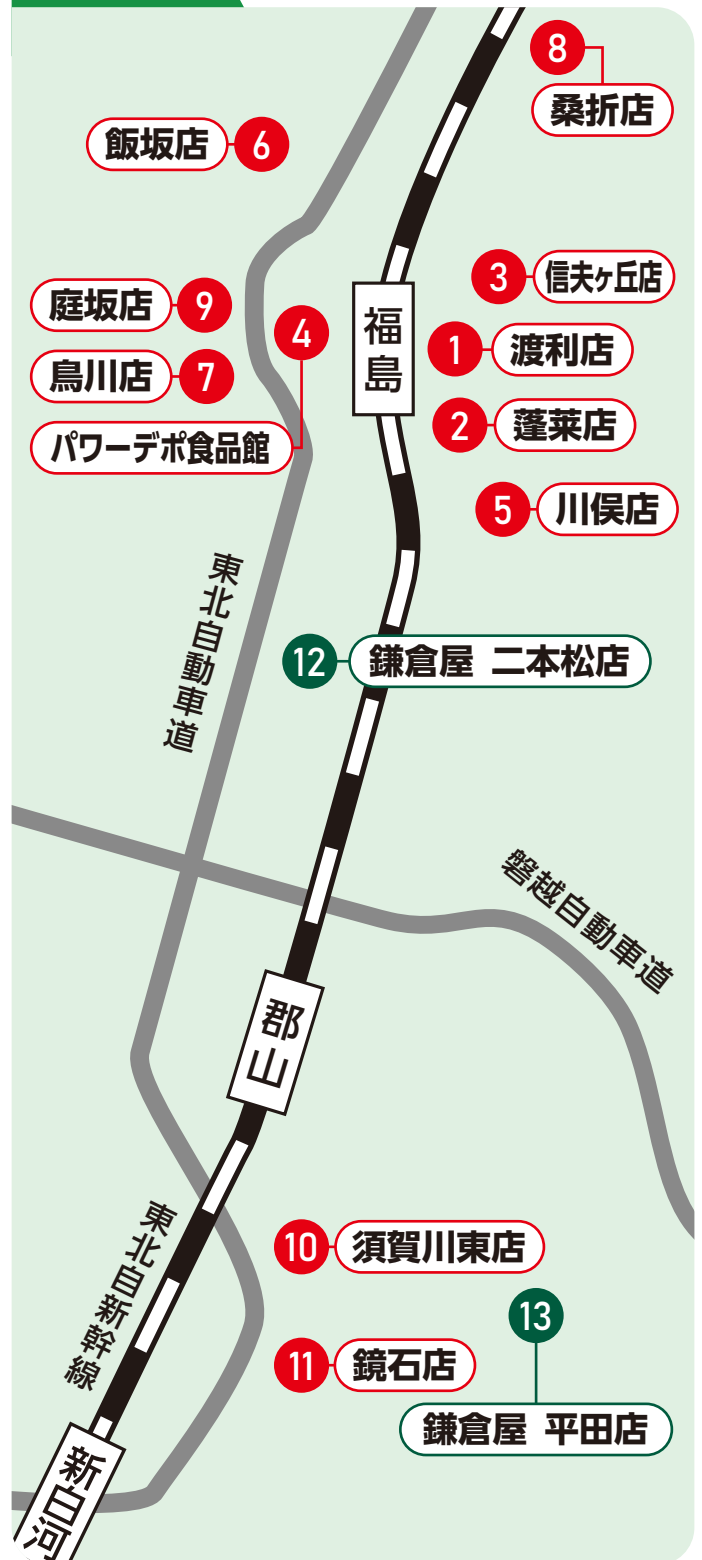 8
桑折店
飯坂店
6
3
信夫ヶ丘店
庭坂店
9
4
福島
1
渡利店
鳥川店
7
2
蓬莱店
パワーデポ食品館
5
川俣店
東北自動車道
12
鎌倉屋 二本松店
磐越自動車道
郡山
東北自新幹線
10
須賀川東店
13
11
鏡石店
鎌倉屋 平田店
新白河